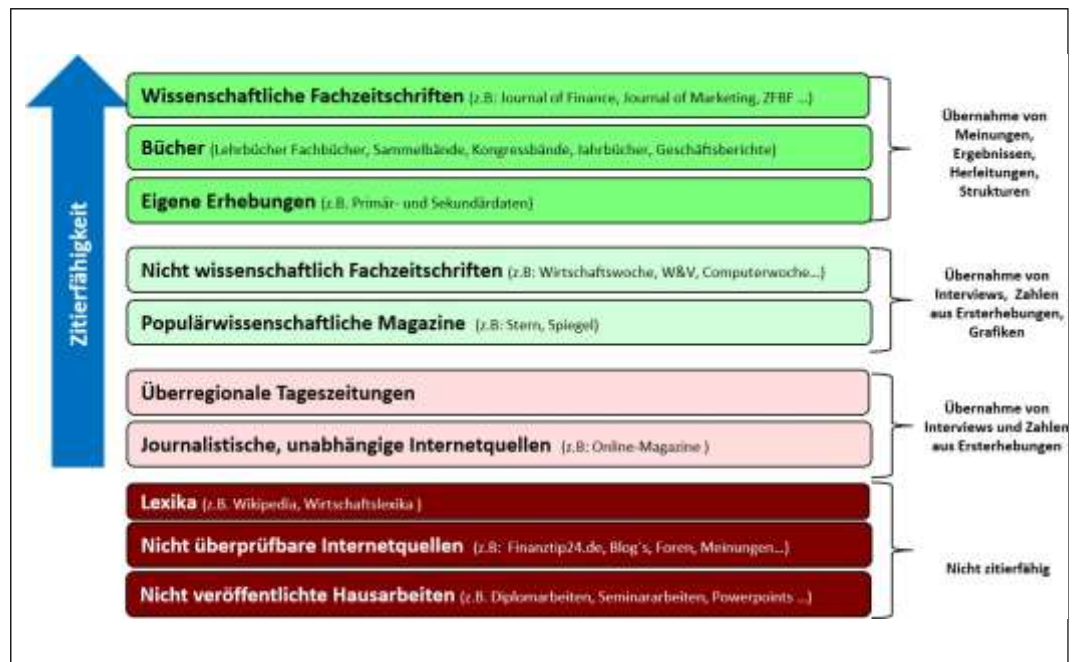 Zitierfähigkeit
Wissenschaftliche Fachzeitschriften (z.B: Journal of Finance, Journal of Marketing, ZFBF ...)
Bücher (Lehrbücher Fachbücher, Sammelbände, Kongressbände, Jahrbücher, Geschäftsberichte)
Eigene Erhebungen (z.B. Primär- und Sekundärdaten)
Übernahme von
Meinungen,
Ergebnissen,
Herleitungen,
Strukturen
Nicht wissenschaftlich Fachzeitschriften (z.B: Wirtschaftswoche, W&V, Computerwoche...)
Populärwissenschaftliche Magazine (z.B: Stern, Spiegel)
Übernahme von
Interviews, Zahlen
aus Ersterhebungen,
Grafiken
Überregionale Tageszeitungen
Journalistische, unabhängige Internetquellen (z.B: Online-Magazine )
Übernahme von
Interviews und Zahlen
aus Ersterhebungen
Lexika (z.B. Wikipedia, Wirtschaftslexika )
Nicht überprüfbare Internetquellen (z.B: Finanztip24.de, Blog´s, Foren, Meinungen...)
Nicht veröffentlichte Hausarbeiten (z.B. Diplomarbeiten, Seminararbeiten, Powerpoints ...)
Nicht zitierfähig